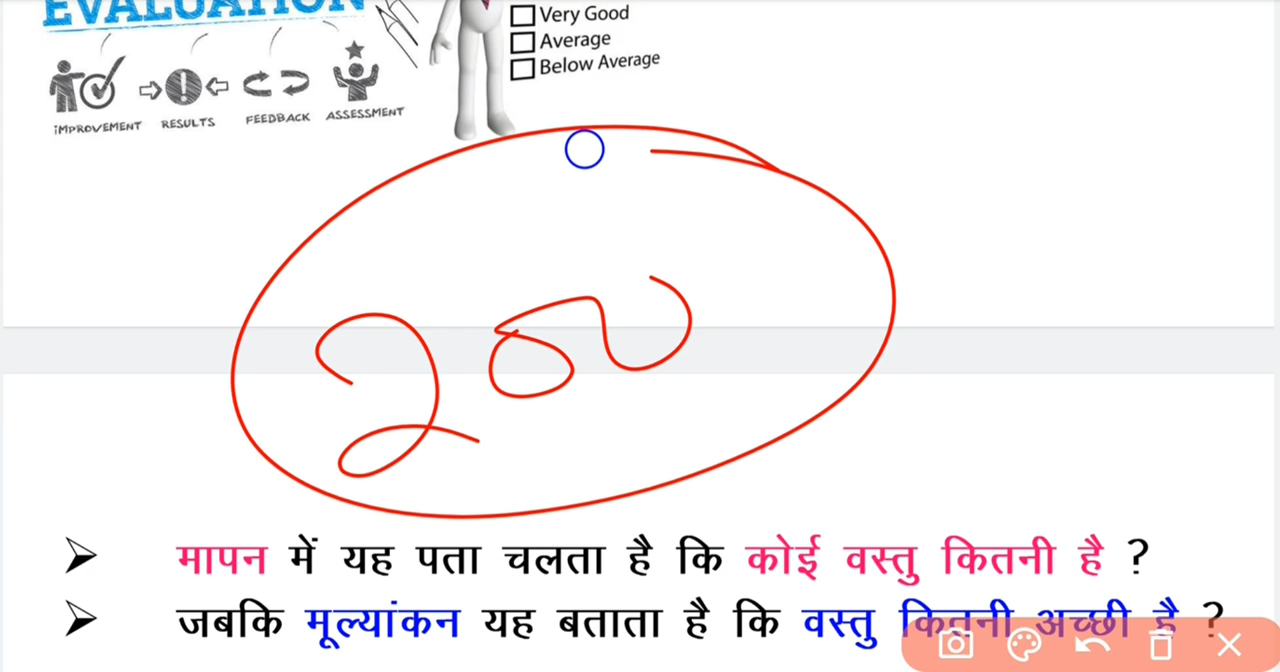 EVALUATION
Very Good
Average
Below Average
IMPROVEMENT RESULTS FEEDBACK ASSESSMENT
मापन में यह पता चलता है कि कोई वस्तु कितनी है ?
जबकि मूल्यांकन यह बताता है कि वस्तु कितनी अच्छी है ?